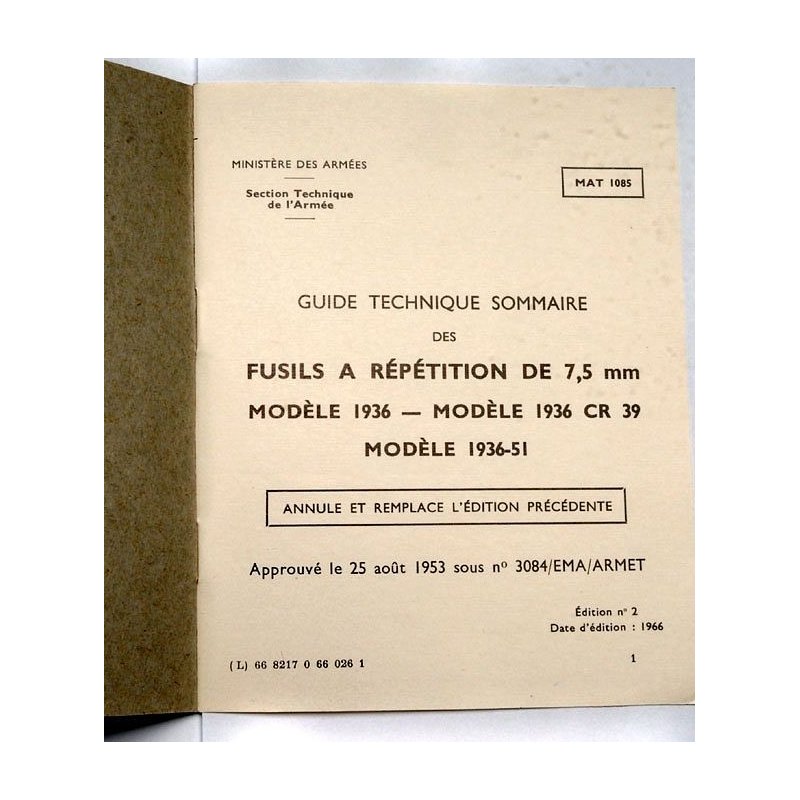 MINISTÈRE DES ARMÉES
Section Technique
de l'Armée
MAT 1085
GUIDE TECHNIQUE SOMMAIRE
DES
FUSILS A RÉPÉTITION DE 7,5 mm
MODÈLE 1936 — MODÈLE 1936 CR 39
MODÈLE 1936-51
ANNULE ET REMPLACE L'ÉDITION PRÉCÉDENTE
Approuvé le 25 août 1953 sous nº 3084/EMA/ARMET
Édition nº 2
Date d'édition : 1966
(L) 66 8217 0 66 026 1
1